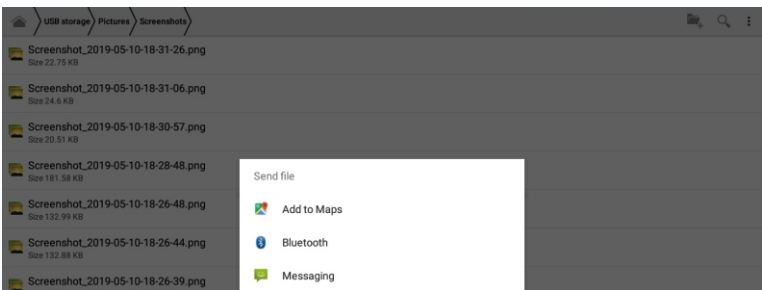 USB storage Pictures Screenshots
Screenshot_2019-05-10-18-31-26.png
Size 22.75 KB
Screenshot_2019-05-10-18-31-06.png
Size 24.6 KB
Screenshot_2019-05-10-18-30-57.png
Size 20.51 KB
Screenshot_2019-05-10-18-28-48.png
Size 181.58 KB
Screenshot_2019-05-10-18-26-48.png
Size 132.99 KB
Screenshot_2019-05-10-18-26-44.png
Size 132.88 KB
Screenshot_2019-05-10-18-26-39.png
Send file
Add to Maps
Bluetooth
Messaging